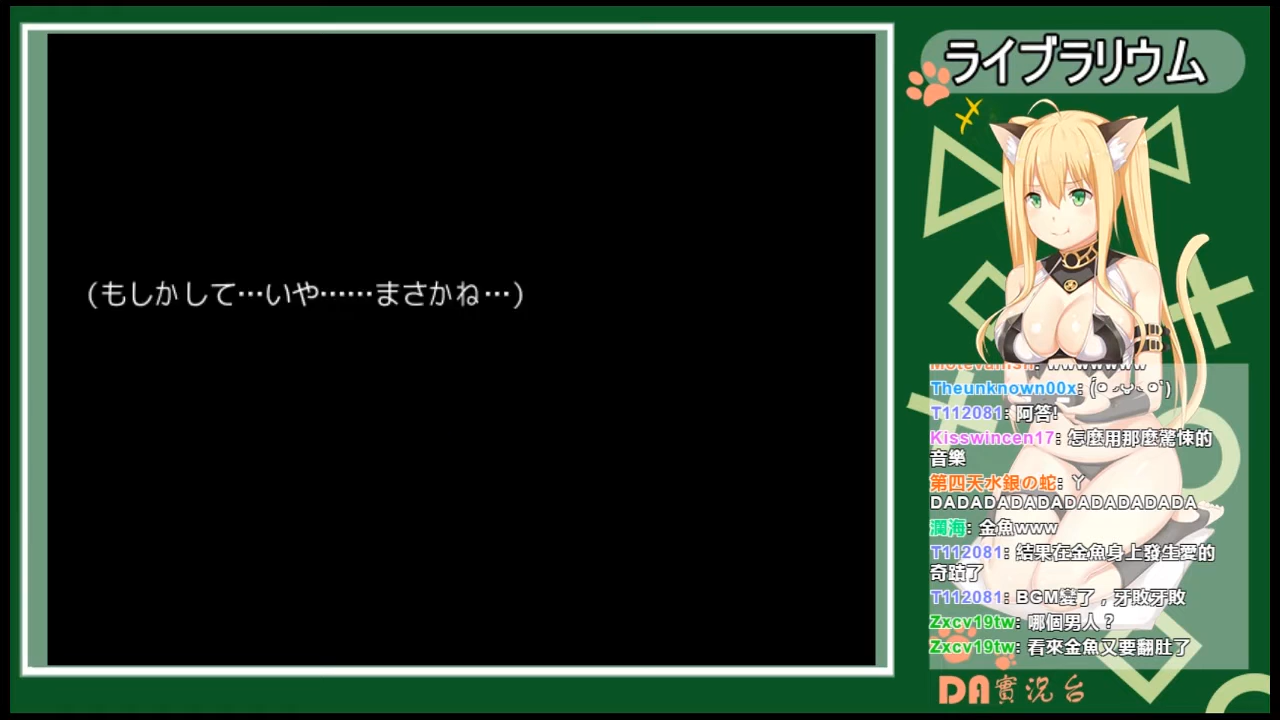 ライブラリウム
(もしかして…いや……まさかね…)
Theunknown00x:
T112081: 阿答!
Kisswincen17: 怎麼用那麼驚悚的
音樂
第四天水銀の蛇: Y
DADADADADADADADADADA
瀾海: 金魚www
T112081: 結果在金魚身上發生愛的
奇蹟了
T112081: BGM變了，牙敗牙敗
Zxcv19tw: 哪個男人？
Zxcv19tw: 看來金魚又要翻肚了
DA實況台